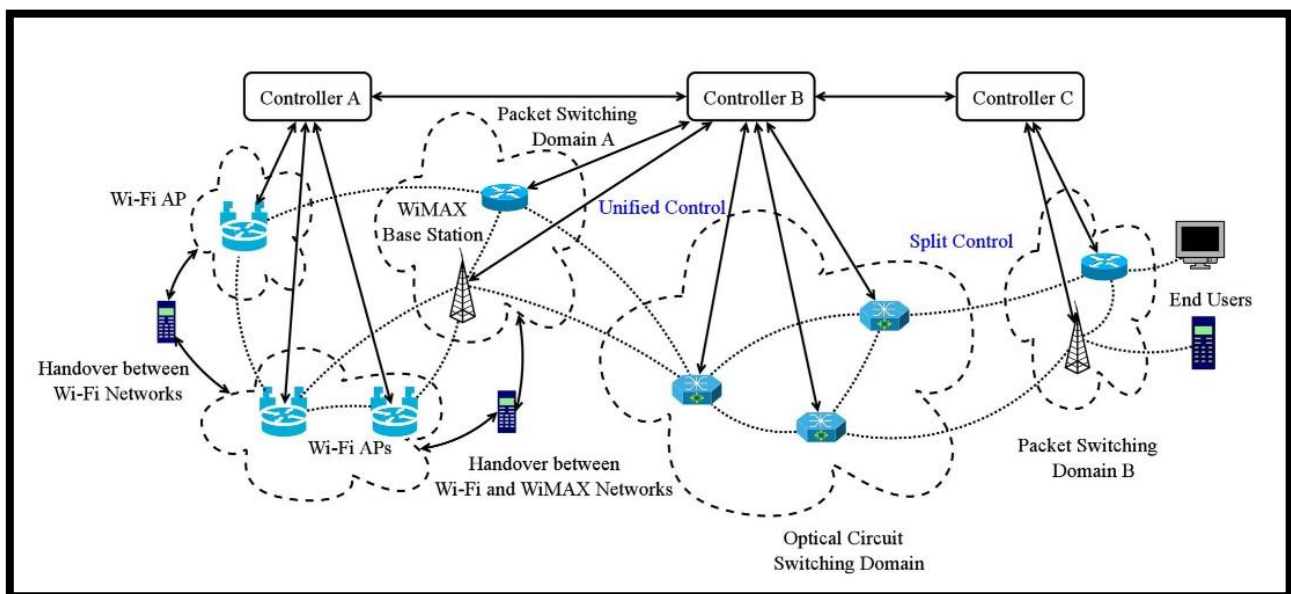 Controller A
Controller B
Controller C
Packet Switching
Domain A
Wi-Fi AP
WiMAX
Base Station
Unified Control
Split Control
End Users
Handover between
Wi-Fi Networks
Wi-Fi APs
Handover between
Wi-Fi and WiMAX Networks
Packet Switching
Domain B
Optical Circuit
Switching Domain